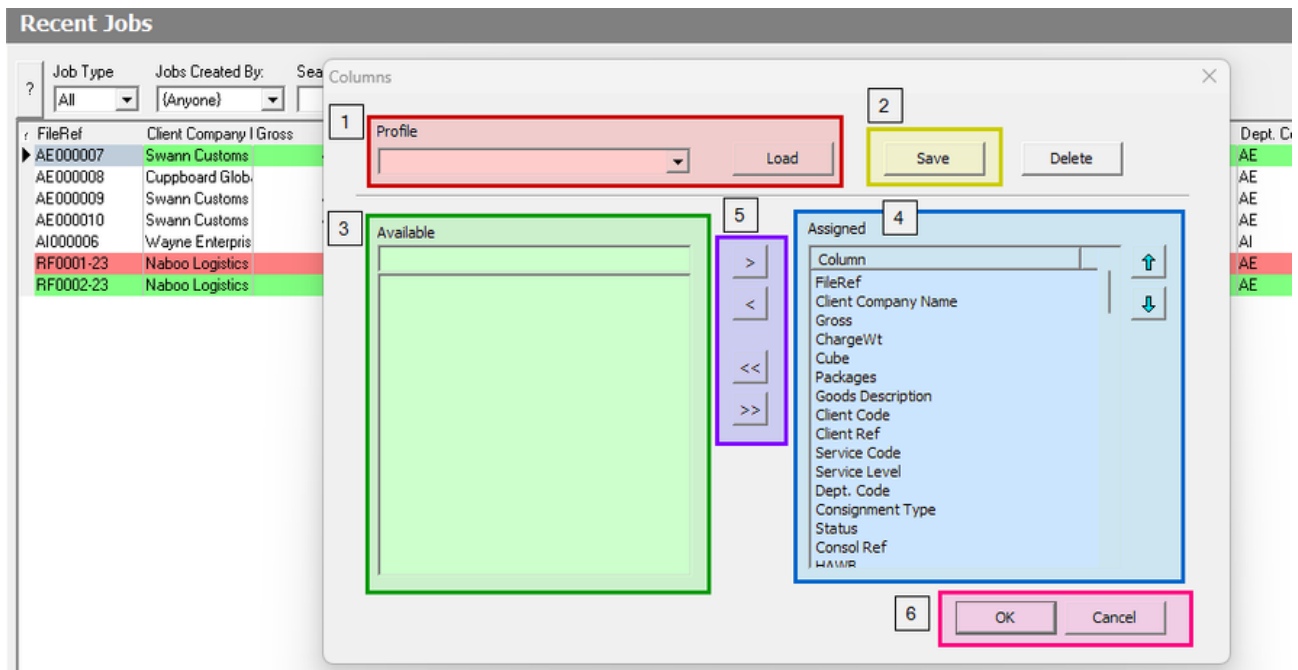 Recent Jobs
? Job Type Jobs Created By: Sea
All {Anyone}
FileRef Client Company I Gross Dept. Co
AE000007 Swann Customs AE
AE000008 Cuppboard Glob. AE
AE000009 Swann Customs AE
AE000010 Swann Customs AE
AI000006 Wayne Enterpris AI
RF0001-23 Naboo Logistics AE
RF0002-23 Naboo Logistics AE
Columns
1 2
Profile
Load Save Delete
3 5 4
Available
Assigned
Column
>
<
<<
>>
FileRef
Client Company Name
Gross
ChargeWt
Cube
Packages
Goods Description
Client Code
Client Ref
Service Code
Service Level
Dept. Code
Consignment Type
Status
Consol Ref
HAWB
6 OK Cancel